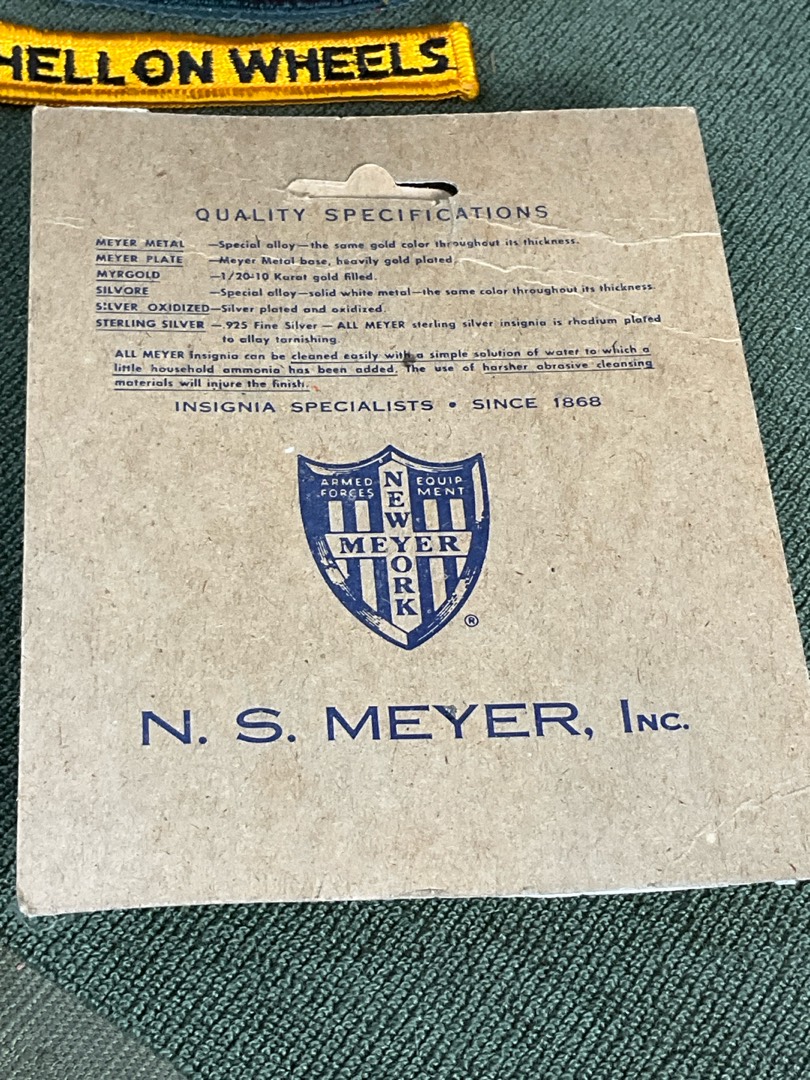 HELL ON WHEELS
QUALITY SPECIFICATIONS
MEYER METAL —Special alloy—the same gold color throughout its thickness.
MEYER PLATE —Meyer Metal base, heavily gold plated
MYRGOLD —1/20-10 Karat gold filled.
SILVORE —Special alloy—solid white metal—the same color throughout its thickness.
SILVER OXIDIZED—Silver plated and oxidized.
STERLING SILVER —.925 Fine Silver — ALL MEYER sterling silver insignia is rhodium plated
to allay tarnishing.
ALL MEYER Insignia can be cleaned easily with a simple solution of water to which a
little household ammonia has been added. The use of harsher abrasive cleansing
materials will injure the finish.
INSIGNIA SPECIALISTS • SINCE 1868
ARMED FORCES EQUIP MENT
NEW YORK
MEYER
®
N. S. MEYER, INC.